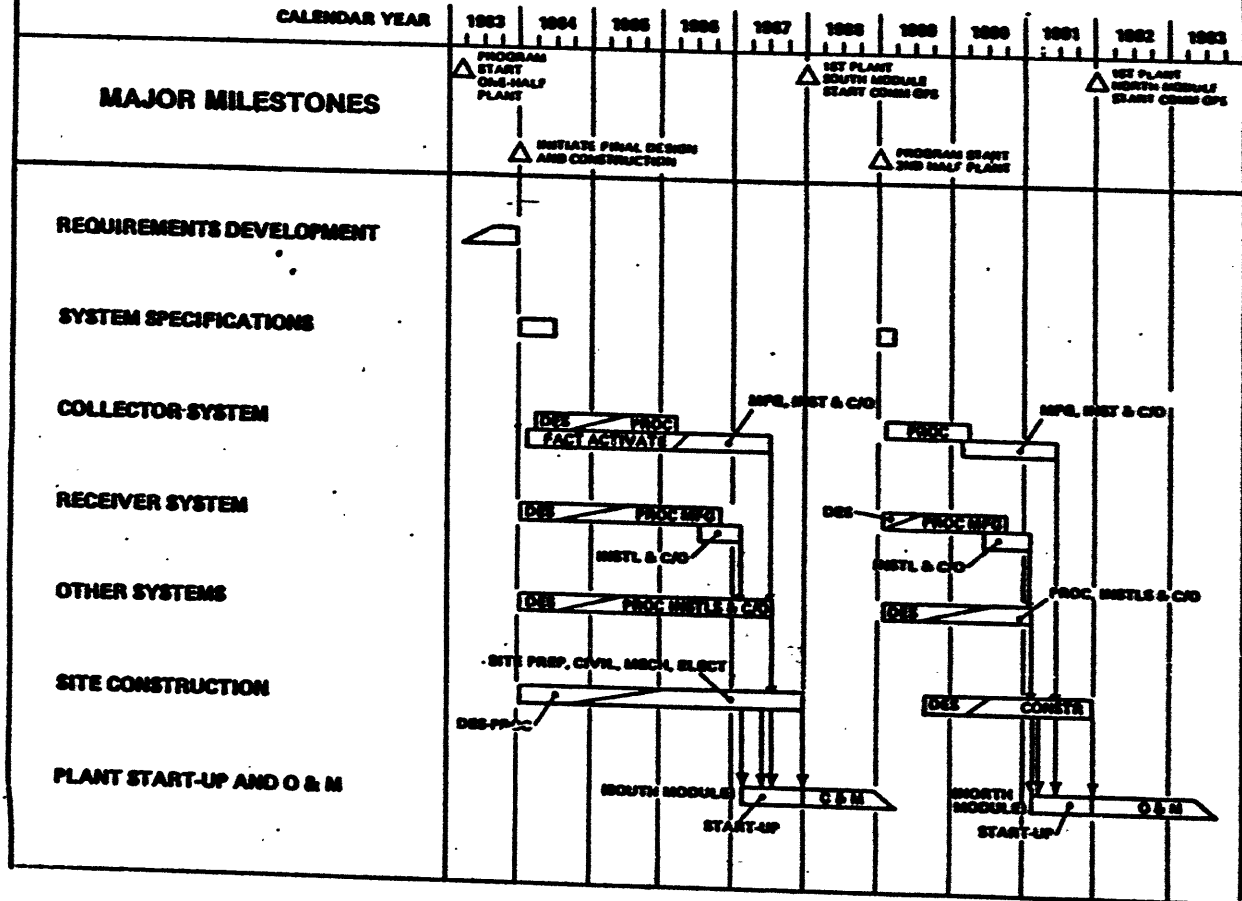 CALENDAR YEAR 1983 1984 1985 1986 1987 1988 1989 1990 1991 1992 1993
MAJOR MILESTONES
PROGRAM
START
ONE-HALF
PLANT
1ST PLANT
SOUTH MODULE
START COMM OPS
1ST PLANT
NORTH MODULE
START COMM OPS
INITIATE FINAL DESIGN
AND CONSTRUCTION
PROGRAM START
2ND HALF PLANT
REQUIREMENTS DEVELOPMENT
SYSTEM SPECIFICATIONS
COLLECTOR SYSTEM
MFG, INST & C/O
MFG, INST & C/O
DES PROC
FACT ACTIVATE
PROC
RECEIVER SYSTEM
DES PROC MFG
DES
PROC MFG
INSTL & C/O
INSTL & C/O
OTHER SYSTEMS
DES PROC INSTLS & C/O
DES
PROC, INSTLS & C/O
SITE PREP, CIVIL, MECH, ELECT
SITE CONSTRUCTION
DES-PROC
DES CONSTR
PLANT START-UP AND O & M
(SOUTH MODULE)
O & M
START-UP
(NORTH
MODULE)
O & M
START-UP